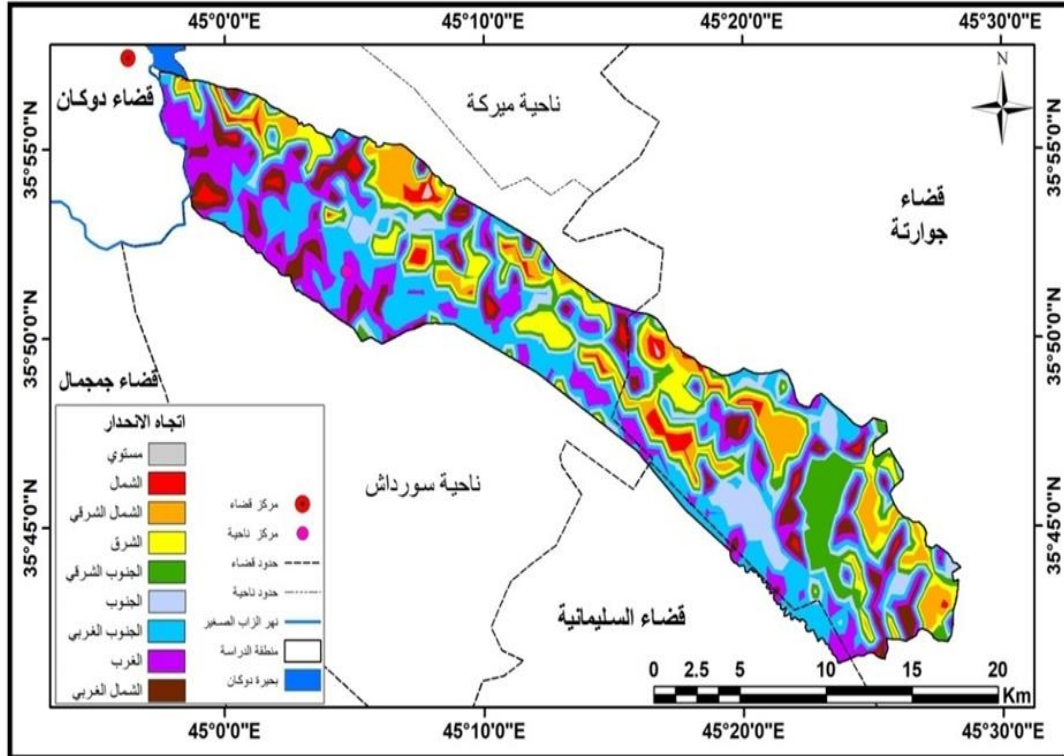 45°0'0"E 45°10'0"E 45°20'0"E 45°30'0"E
N
قضاء دوكان
ناحية ميركة
35°55'0"N 35°55'0"N
قضاء
جوارتة
35°50'0"N 35°50'0"N
قضاء جمجمال
ناحية سورداش
35°45'0"N 35°45'0"N
قضاء السليمانية
اتجاه الانحدار
مستوي
الشمال
الشمال الشرقي
الشرق
الجنوب الشرقي
الجنوب
الجنوب الغربي
الغرب
الشمال الغربي
مركز قضاء
مركز ناحية
حدود قضاء
حدود ناحية
نهر الزاب الصغير
منطقة الدراسة
بحيرة دوكان
0 2.5 5 10 15 20
Km
45°0'0"E 45°10'0"E 45°20'0"E 45°30'0"E